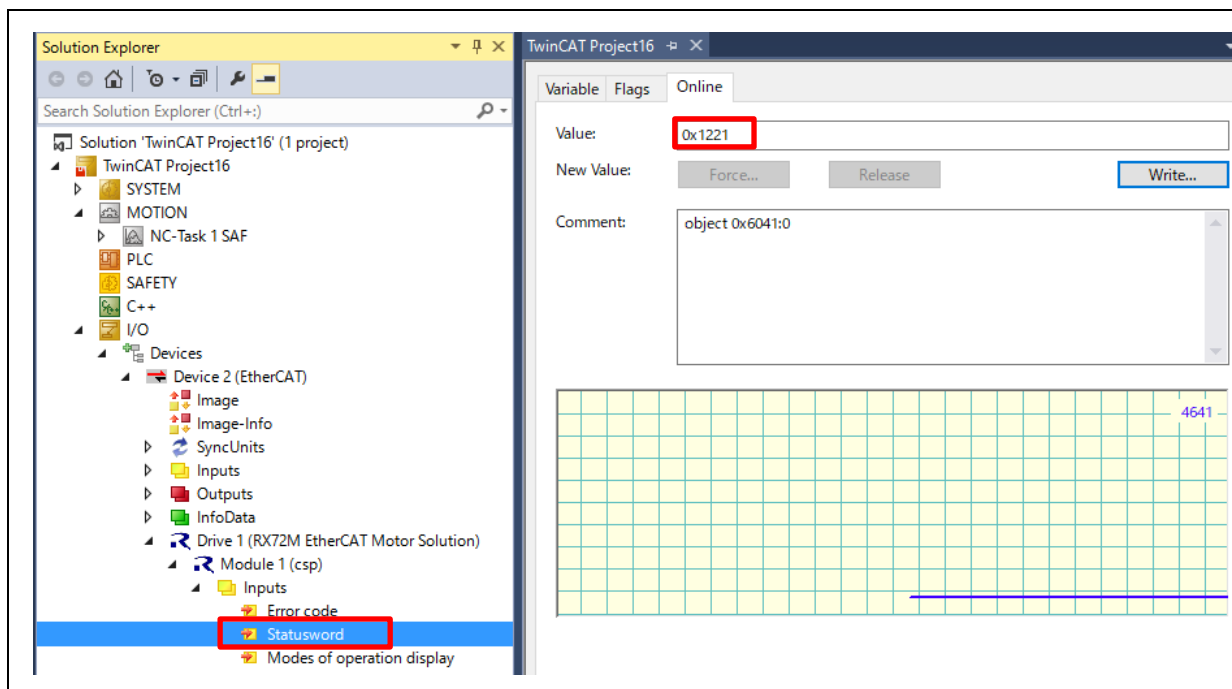 Solution Explorer
Search Solution Explorer (Ctrl+:)
Solution 'TwinCAT Project16' (1 project)
TwinCAT Project16
SYSTEM
MOTION
NC-Task 1 SAF
PLC
SAFETY
C++
I/O
Devices
Device 2 (EtherCAT)
Image
Image-Info
SyncUnits
Inputs
Outputs
InfoData
Drive 1 (RX72M EtherCAT Motor Solution)
Module 1 (csp)
Inputs
Error code
Statusword
Modes of operation display
TwinCAT Project16
Variable Flags Online
Value: 0x1221
New Value: Force... Release Write...
Comment: object 0x6041:0
4641